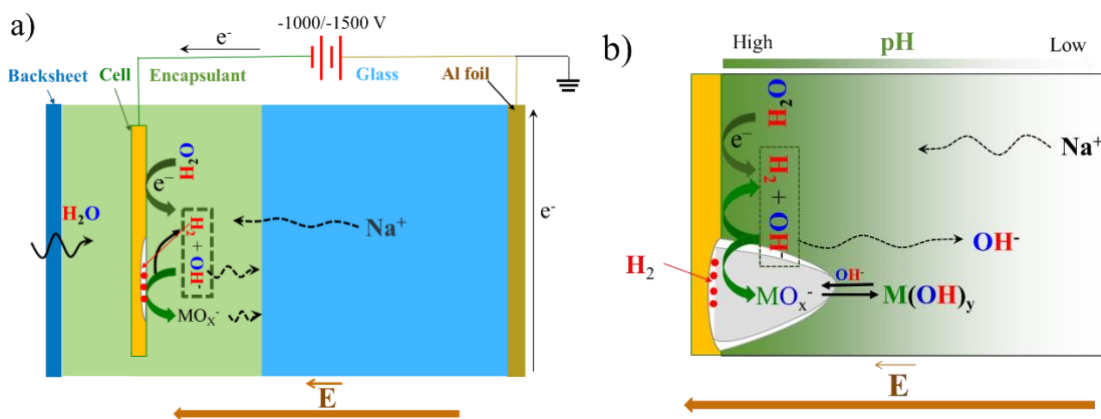 a)
-1000/-1500 V
e⁻
Backsheet
Cell
Encapsulant
Glass
Al foil
H₂O
H₂O
e⁻
H₂ + OH⁻
Na⁺
MOₓ⁻
e⁻
E
b)
High
pH
Low
H₂O
e⁻
H₂ + OH⁻
Na⁺
OH⁻
H₂
MOₓ⁻
OH⁻
M(OH)ᵧ
E